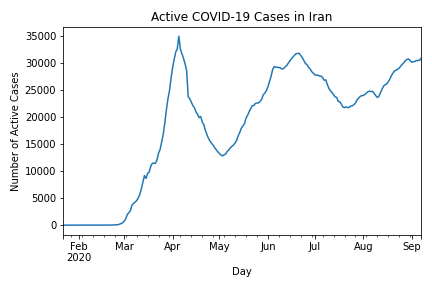 Active COVID-19 Cases in Iran
Number of Active Cases
35000
30000
25000
20000
15000
10000
5000
0
Feb Mar Apr May Jun Jul Aug Sep
2020
Day